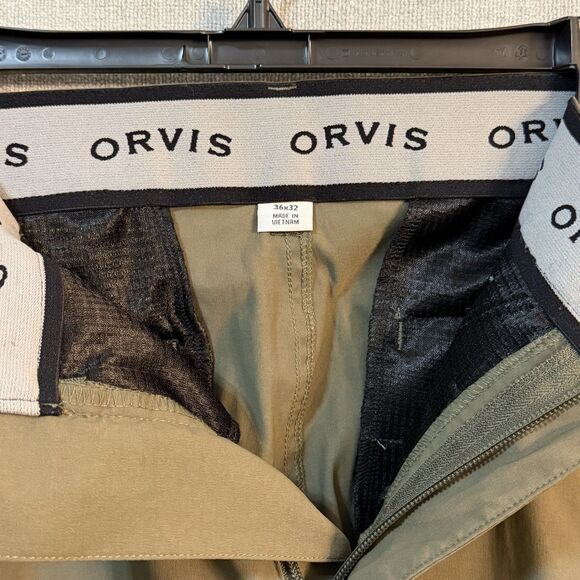 S ORVIS ORVIS OR
36x32
MADE IN
VIETNAM